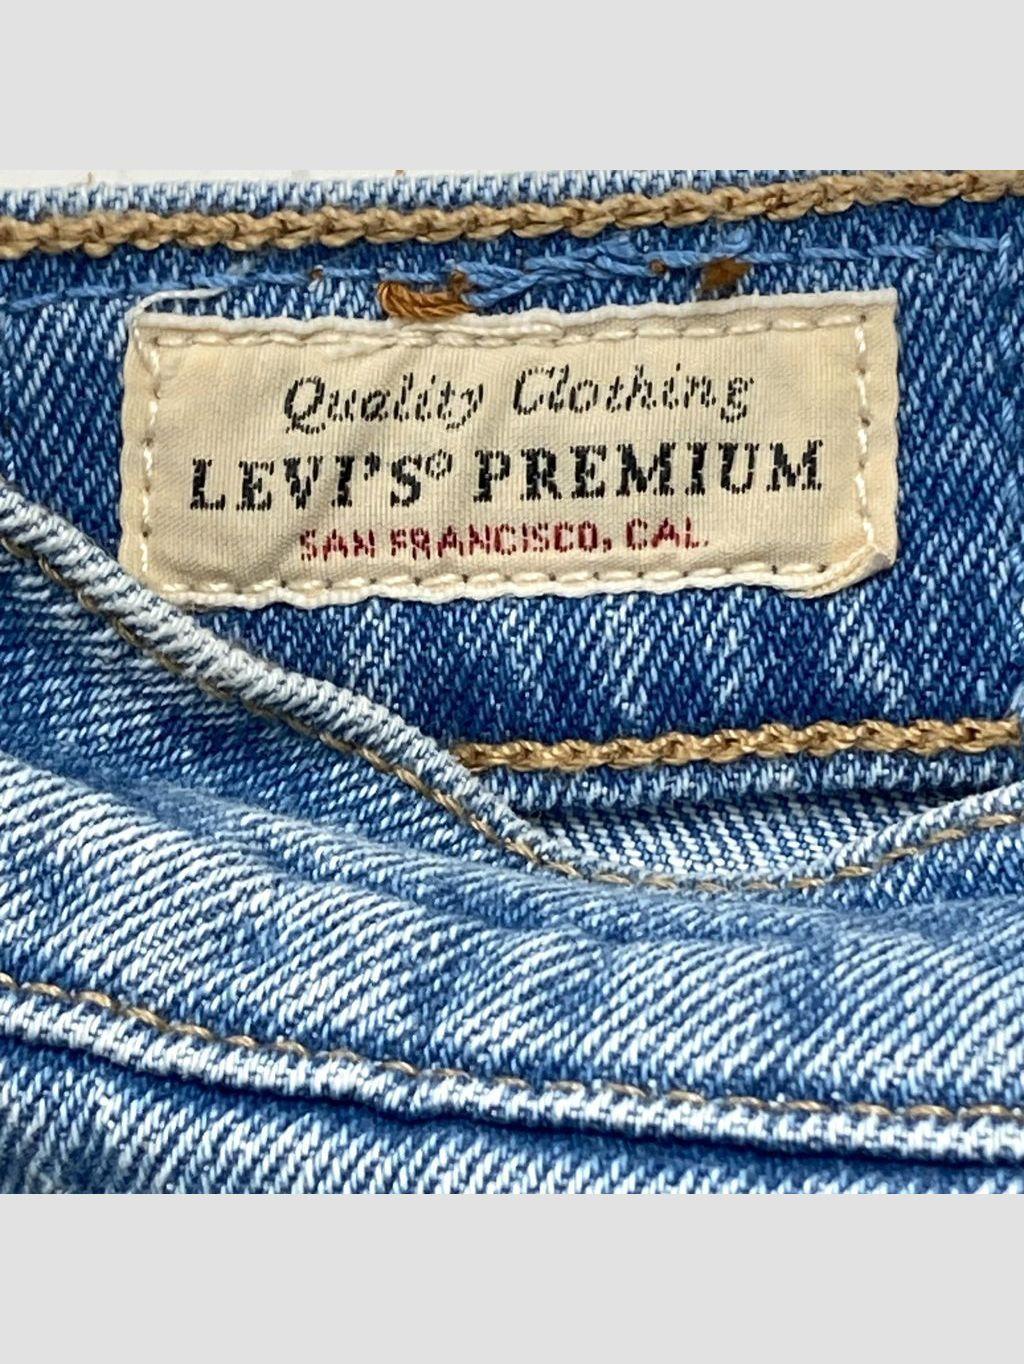 Quality Clothing
LEVI'S® PREMIUM
SAN FRANCISCO, CAL.